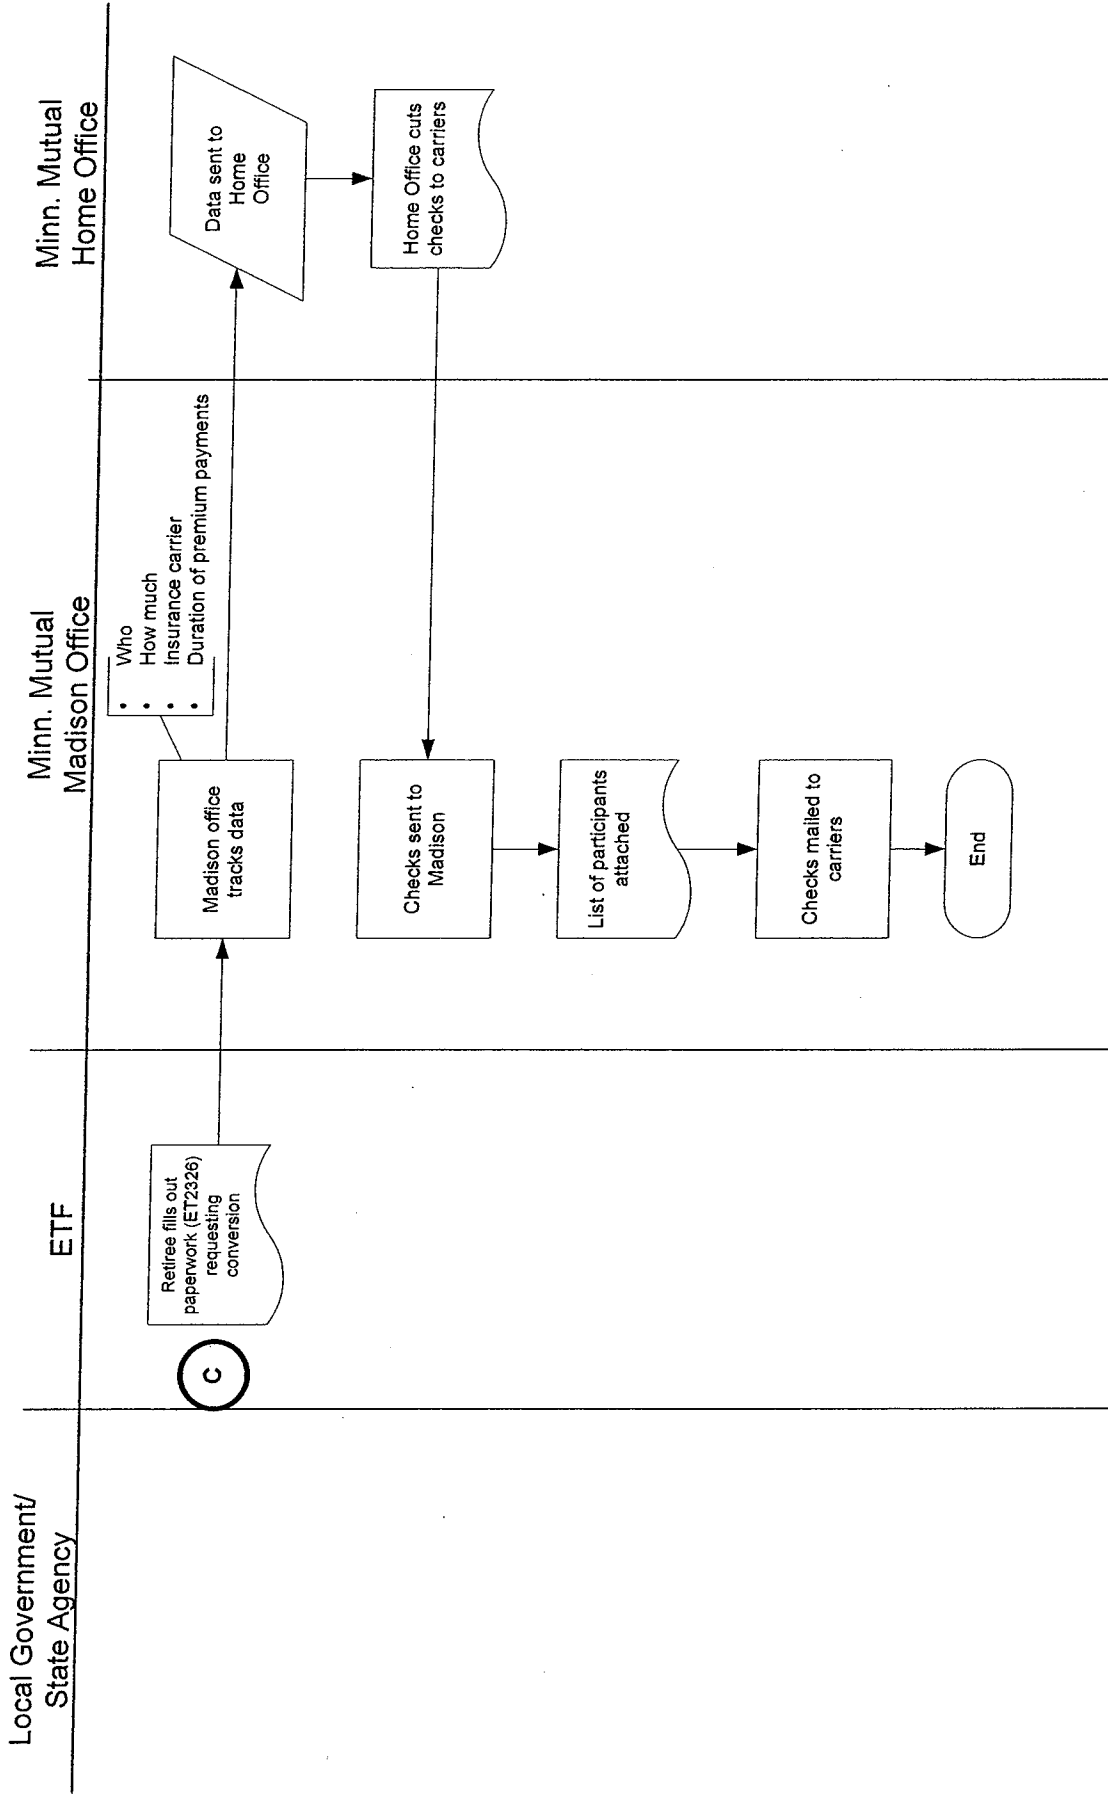 Local Government/
State Agency
ETF
Minn. Mutual
Madison Office
Minn. Mutual
Home Office
C
Retiree fills out
paperwork (ET2326)
requesting
conversion
Madison office
tracks data
• Who
• How much
• Insurance carrier
• Duration of premium payments
Data sent to
Home
Office
Home Office cuts
checks to carriers
Checks sent to
Madison
List of participants
attached
Checks mailed to
carriers
End